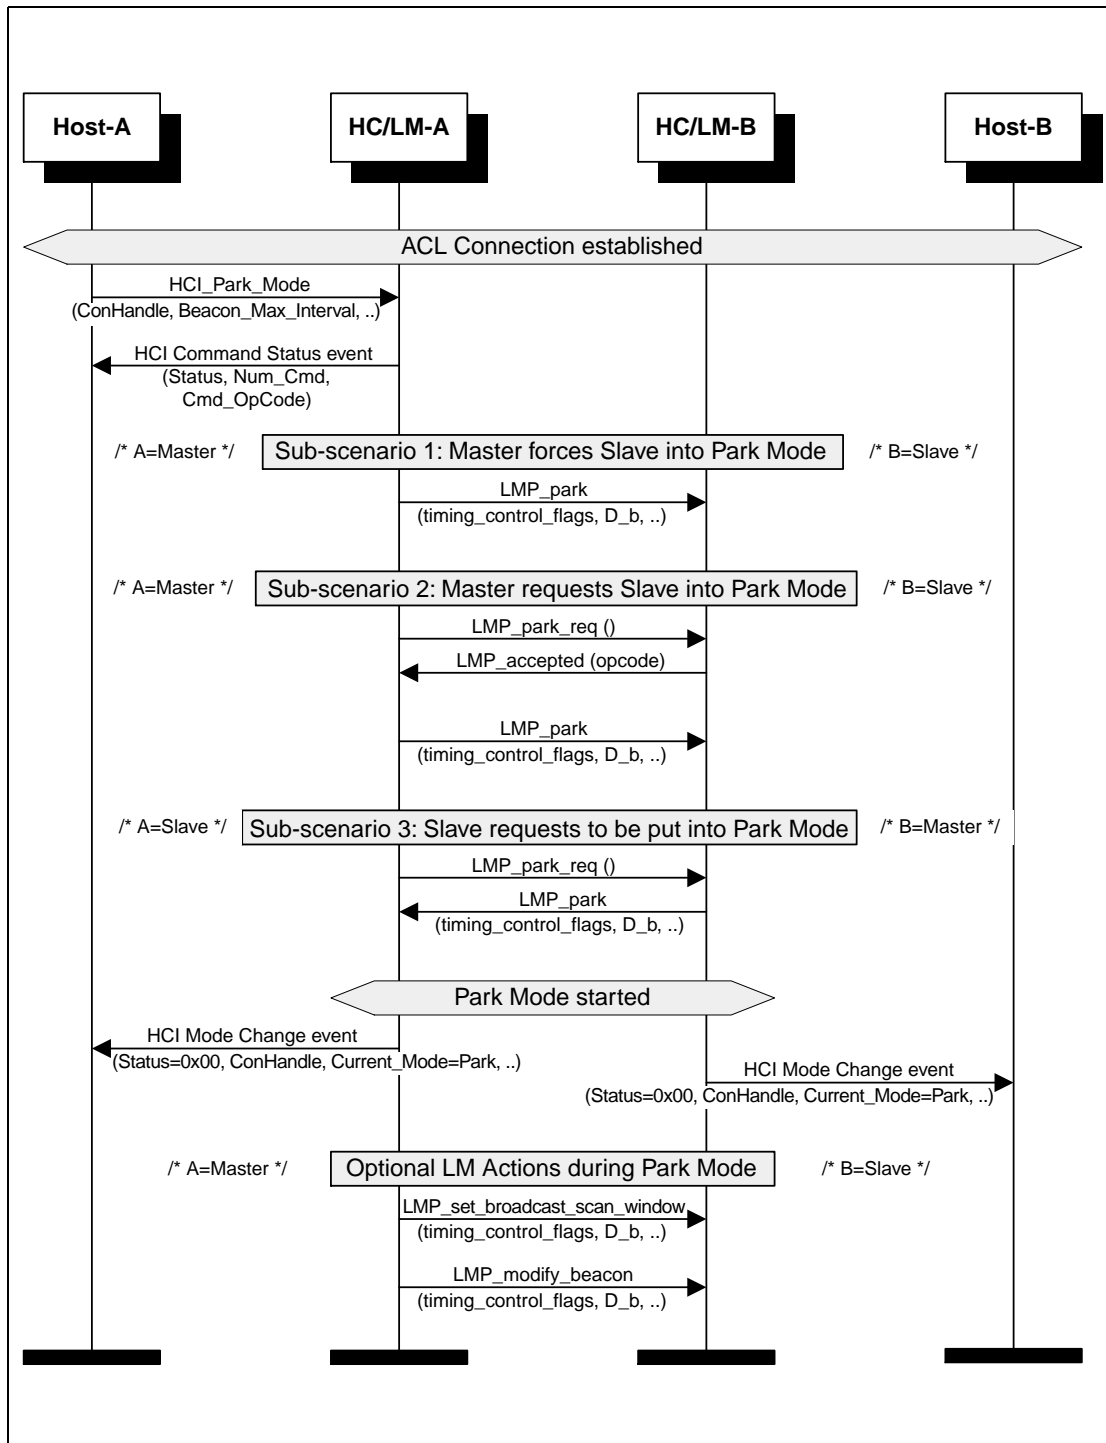 Host-A HC/LM-A HC/LM-B Host-B
ACL Connection established
HCI_Park_Mode
(ConHandle, Beacon_Max_Interval, ..)
HCI Command Status event
(Status, Num_Cmd,
Cmd_OpCode)
/* A=Master */ Sub-scenario 1: Master forces Slave into Park Mode /* B=Slave */
LMP_park
(timing_control_flags, D_b, ..)
/* A=Master */ Sub-scenario 2: Master requests Slave into Park Mode /* B=Slave */
LMP_park_req ()
LMP_accepted (opcode)
LMP_park
(timing_control_flags, D_b, ..)
/* A=Slave */ Sub-scenario 3: Slave requests to be put into Park Mode /* B=Master */
LMP_park_req ()
LMP_park
(timing_control_flags, D_b, ..)
Park Mode started
HCI Mode Change event
(Status=0x00, ConHandle, Current_Mode=Park, ..)
HCI Mode Change event
(Status=0x00, ConHandle, Current_Mode=Park, ..)
/* A=Master */ Optional LM Actions during Park Mode /* B=Slave */
LMP_set_broadcast_scan_window
(timing_control_flags, D_b, ..)
LMP_modify_beacon
(timing_control_flags, D_b, ..)